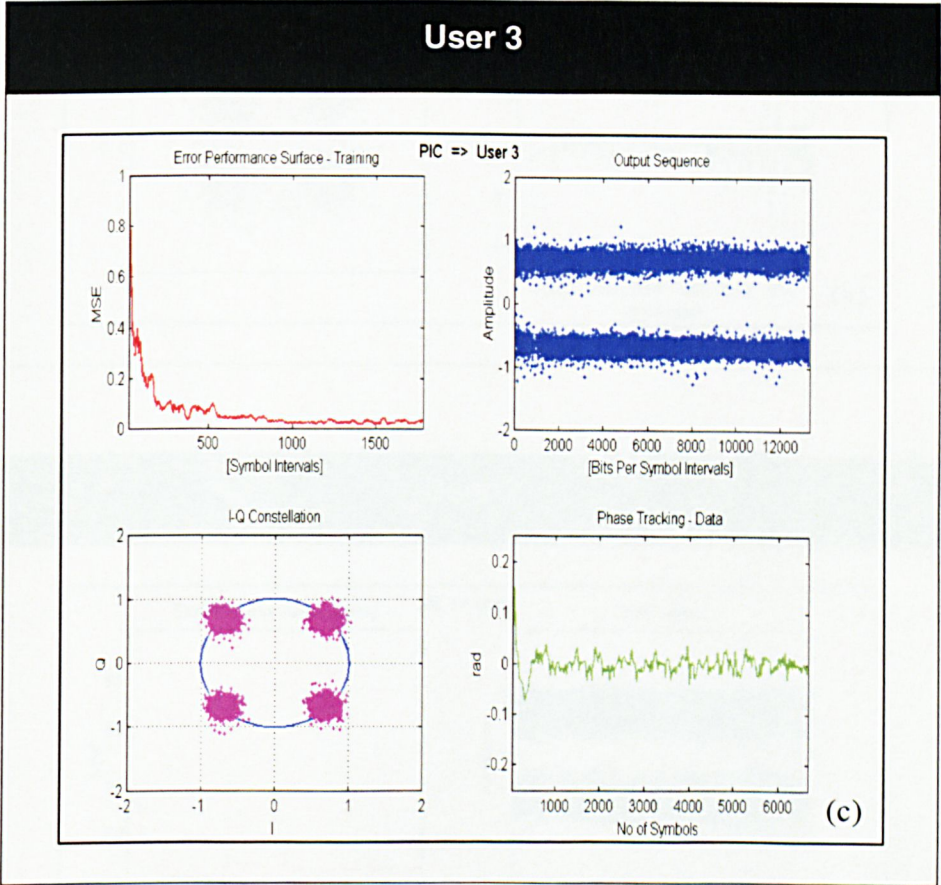 User 3
PIC => User 3
Error Performance Surface - Training
1
0.8
0.6
0.4
0.2
0
MSE
500
1000
1500
[Symbol Intervals]
Output Sequence
2
1
0
-1
-2
Amplitude
0
2000
4000
6000
8000
10000
12000
[Bits Per Symbol Intervals]
I-Q Constellation
2
1
0
-1
-2
Q
-2
-1
0
1
2
I
Phase Tracking - Data
0.2
0.1
0
-0.1
-0.2
rad
1000
2000
3000
4000
5000
6000
No of Symbols
(c)